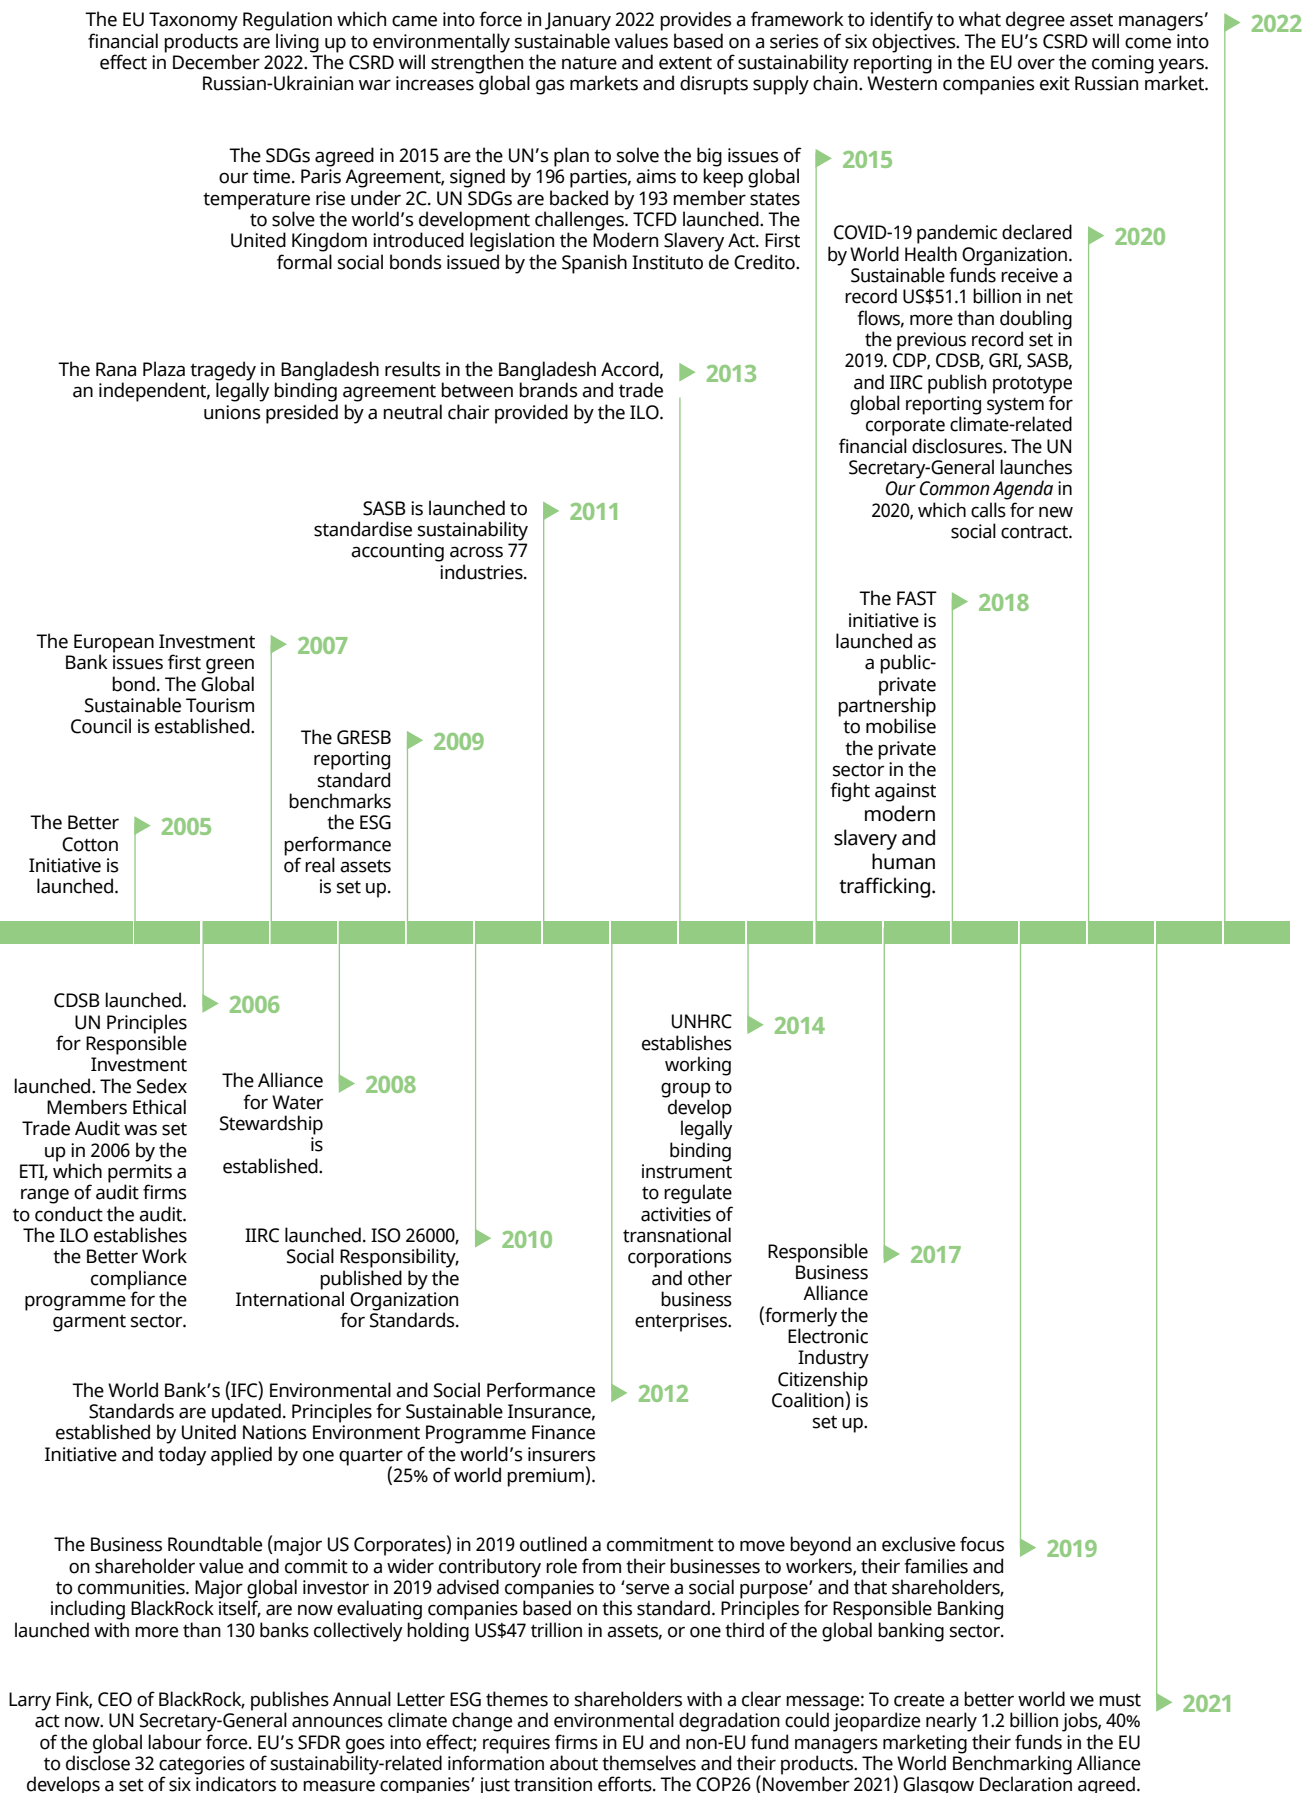 The EU Taxonomy Regulation which came into force in January 2022 provides a framework to identify to what degree asset managers’
financial products are living up to environmentally sustainable values based on a series of six objectives. The EU’s CSRD will come into
effect in December 2022. The CSRD will strengthen the nature and extent of sustainability reporting in the EU over the coming years.
Russian-Ukrainian war increases global gas markets and disrupts supply chain. Western companies exit Russian market.
2022
The SDGs agreed in 2015 are the UN’s plan to solve the big issues of
our time. Paris Agreement, signed by 196 parties, aims to keep global
temperature rise under 2C. UN SDGs are backed by 193 member states
to solve the world’s development challenges. TCFD launched. The
United Kingdom introduced legislation the Modern Slavery Act. First
formal social bonds issued by the Spanish Instituto de Credito.
2015
COVID-19 pandemic declared
by World Health Organization.
Sustainable funds receive a
record US$51.1 billion in net
flows, more than doubling
the previous record set in
2019. CDP, CDSB, GRI, SASB,
and IIRC publish prototype
global reporting system for
corporate climate-related
financial disclosures. The UN
Secretary-General launches
Our Common Agenda in
2020, which calls for new
social contract.
2020
The Rana Plaza tragedy in Bangladesh results in the Bangladesh Accord,
an independent, legally binding agreement between brands and trade
unions presided by a neutral chair provided by the ILO.
2013
SASB is launched to
standardise sustainability
accounting across 77
industries.
2011
The FAST
initiative is
launched as
a public-
private
partnership
to mobilise
the private
sector in the
fight against
modern
slavery and
human
trafficking.
2018
The European Investment
Bank issues first green
bond. The Global
Sustainable Tourism
Council is established.
2007
The GRESB
reporting
standard
benchmarks
the ESG
performance
of real assets
is set up.
2009
The Better
Cotton
Initiative is
launched.
2005
CDSB launched.
UN Principles
for Responsible
Investment
launched. The Sedex
Members Ethical
Trade Audit was set
up in 2006 by the
ETI, which permits a
range of audit firms
to conduct the audit.
The ILO establishes
the Better Work
compliance
programme for the
garment sector.
2006
The Alliance
for Water
Stewardship
is
established.
2008
IIRC launched. ISO 26000,
Social Responsibility,
published by the
International Organization
for Standards.
2010
UNHRC
establishes
working
group to
develop
legally
binding
instrument
to regulate
activities of
transnational
corporations
and other
business
enterprises.
2014
Responsible
Business
Alliance
(formerly the
Electronic
Industry
Citizenship
Coalition) is
set up.
2017
The World Bank’s (IFC) Environmental and Social Performance
Standards are updated. Principles for Sustainable Insurance,
established by United Nations Environment Programme Finance
Initiative and today applied by one quarter of the world’s insurers
(25% of world premium).
2012
The Business Roundtable (major US Corporates) in 2019 outlined a commitment to move beyond an exclusive focus
on shareholder value and commit to a wider contributory role from their businesses to workers, their families and
to communities. Major global investor in 2019 advised companies to ‘serve a social purpose’ and that shareholders,
including BlackRock itself, are now evaluating companies based on this standard. Principles for Responsible Banking
launched with more than 130 banks collectively holding US$47 trillion in assets, or one third of the global banking sector.
2019
Larry Fink, CEO of BlackRock, publishes Annual Letter ESG themes to shareholders with a clear message: To create a better world we must
act now. UN Secretary-General announces climate change and environmental degradation could jeopardize nearly 1.2 billion jobs, 40%
of the global labour force. EU’s SFDR goes into effect; requires firms in EU and non-EU fund managers marketing their funds in the EU
to disclose 32 categories of sustainability-related information about themselves and their products. The World Benchmarking Alliance
develops a set of six indicators to measure companies’ just transition efforts. The COP26 (November 2021) Glasgow Declaration agreed.
2021